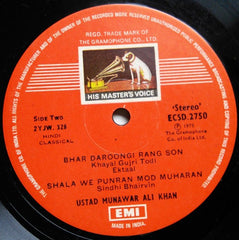 REGD. TRADE MARK OF
THE GRAMOPHONE CO., LTD.
HIS MASTER'S VOICE
Side Two
2YJW. 328
HINDI
CLASSICAL
'Stereo'
ECSD.2750
℗ 1975
Gramophone Co.
of India Ltd.
BHAR DAROONGI RANG SON
Khayal Gujri Todi
Ektaal
SHALA WE PUNRAN MOD MUHARAN
Sindhi Bhairvin
USTAD MUNAWAR ALI KHAN
EMI
MADE IN INDIA.